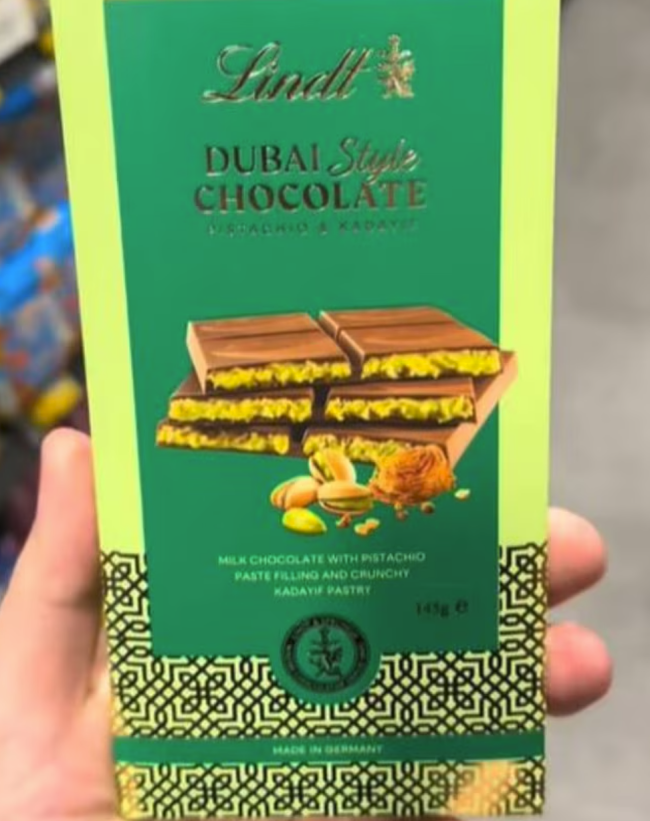 Lindt
DUBAI Style
CHOCOLATE
PISTACHIO & KADAYIF
MILK CHOCOLATE WITH PISTACHIO
PASTE FILLING AND CRUNCHY
KADAYIF PASTRY
145g e
MADE IN GERMANY